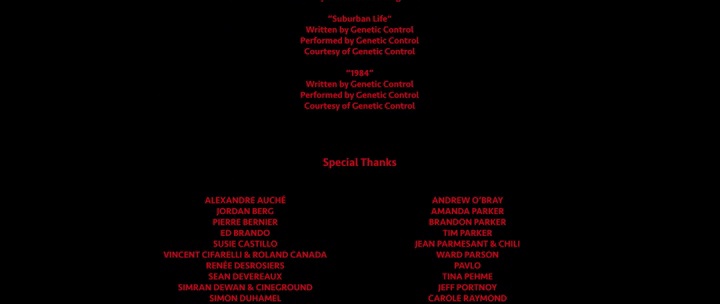 "Suburban Life"
Written by Genetic Control
Performed by Genetic Control
Courtesy of Genetic Control
"1984"
Written by Genetic Control
Performed by Genetic Control
Courtesy of Genetic Control
Special Thanks
ALEXANDRE AUCHÉ
JORDAN BERG
PIERRE BERNIER
ED BRANDO
SUSIE CASTILLO
VINCENT CIFARELLI & ROLAND CANADA
RENÉE DESROSIERS
SEAN DEVEREAUX
SIMRAN DEWAN & CINEGROUND
SIMON DUHAMEL
ANDREW O'BRAY
AMANDA PARKER
BRANDON PARKER
TIM PARKER
JEAN PARMESANT & CHILI
WARD PARSON
PAVLO
TINA PEHME
JEFF PORTNOY
CAROLE RAYMOND